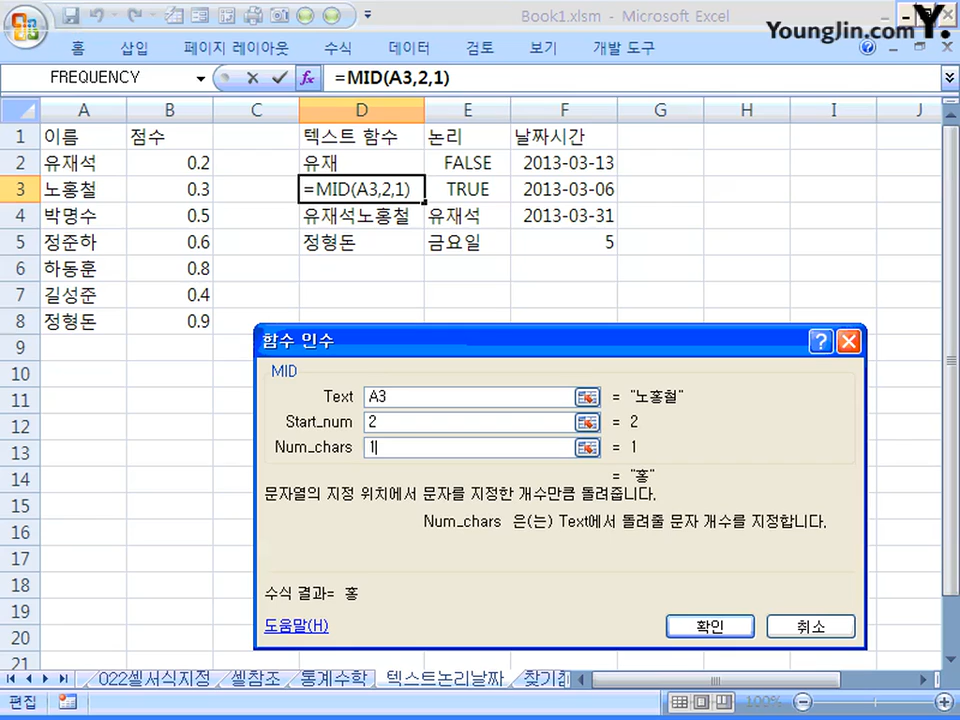 Book1.xlsm - Microsoft Excel
YoungJin.com Y.
홈 삽입 페이지 레이아웃 수식 데이터 검토 보기 개발 도구
FREQUENCY =MID(A3,2,1)
A B C D E F G H I J
1 이름 점수 텍스트 함수 논리 날짜시간
2 유재석 0.2 유재 FALSE 2013-03-13
3 노홍철 0.3 =MID(A3,2,1) TRUE 2013-03-06
4 박명수 0.5 유재석노홍철 유재석 2013-03-31
5 정준하 0.6 정형돈 금요일 5
6 하동훈 0.8
7 길성준 0.4
8 정형돈 0.9
9
10
11
12
13
14
15
16
17
18
19
20
21
함수 인수
MID
Text A3 = "노홍철"
Start_num 2 = 2
Num_chars 1 = 1
= "홍"
문자열의 지정 위치에서 문자를 지정한 개수만큼 돌려줍니다.
Num_chars 은(는) Text에서 돌려줄 문자 개수를 지정합니다.
수식 결과= 홍
도움말(H) 확인 취소
022셀서식지정 셀참조 통계수학 텍스트논리날짜 찾기참
편집 100%